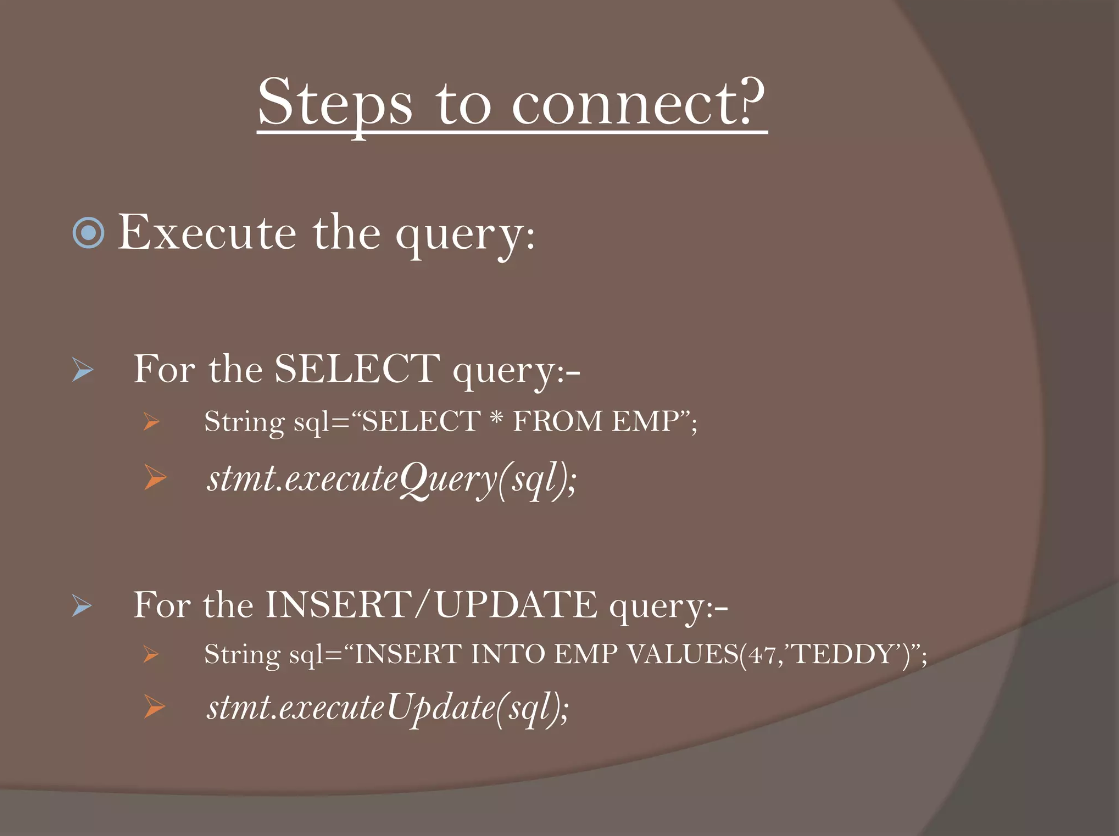 Steps to connect?
Execute the query:
For the SELECT query:-
String sql=“SELECT * FROM EMP”;
stmt.executeQuery(sql);
For the INSERT/UPDATE query:-
String sql=“INSERT INTO EMP VALUES(47,’TEDDY’)”;
stmt.executeUpdate(sql);